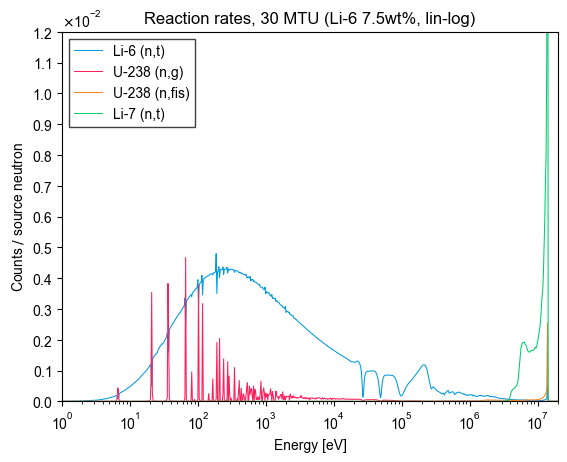 Reaction rates, 30 MTU (Li-6 7.5wt%, lin-log)
×10⁻²
1.2
1.1
1.0
0.9
0.8
0.7
0.6
0.5
0.4
0.3
0.2
0.1
0.0
Counts / source neutron
Li-6 (n,t)
U-238 (n,g)
U-238 (n,fis)
Li-7 (n,t)
10⁰ 10¹ 10² 10³ 10⁴ 10⁵ 10⁶ 10⁷
Energy [eV]